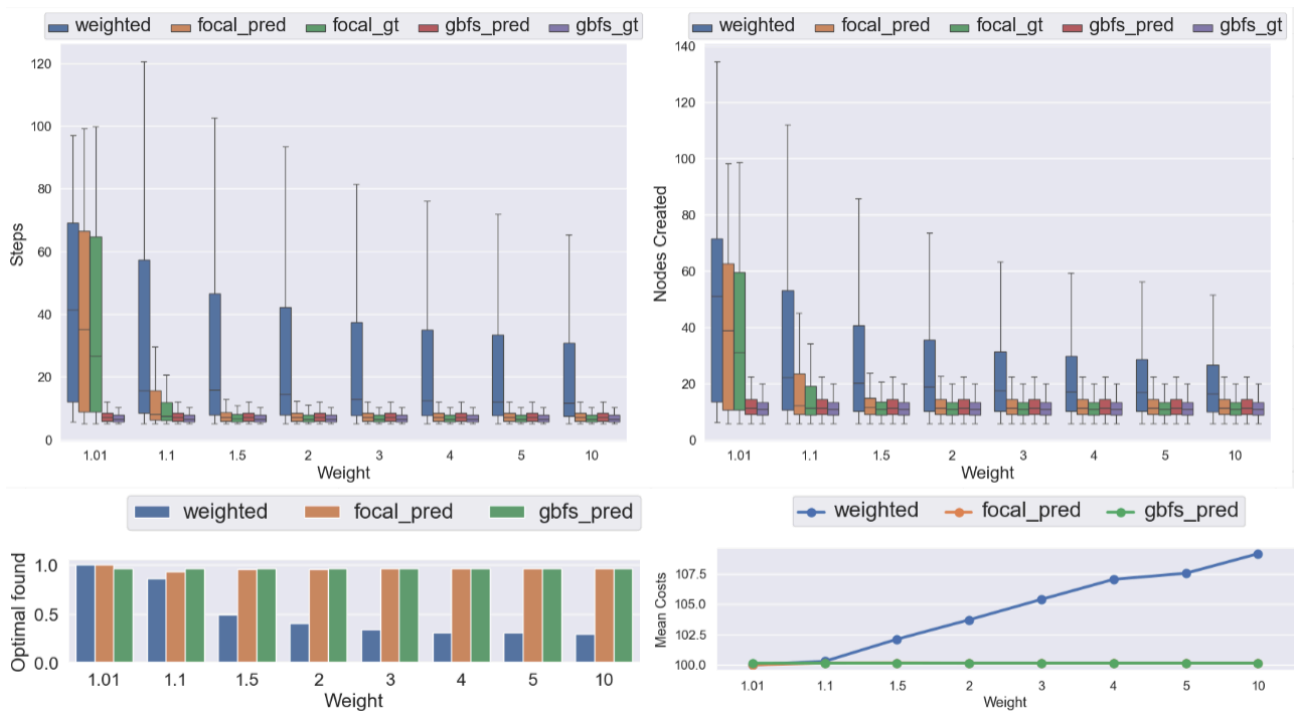 weighted focal_pred focal_gt gbfs_pred gbfs_gt
120
100
80
60
40
20
0
Steps
1.01 1.1 1.5 2 3 4 5 10
Weight
weighted focal_pred focal_gt gbfs_pred gbfs_gt
140
120
100
80
60
40
20
0
Nodes Created
1.01 1.1 1.5 2 3 4 5 10
Weight
weighted focal_pred gbfs_pred
1.0
0.5
0.0
Optimal found
1.01 1.1 1.5 2 3 4 5 10
Weight
weighted focal_pred gbfs_pred
107.5
105.0
102.5
100.0
Mean Costs
1.01 1.1 1.5 2 3 4 5 10
Weight